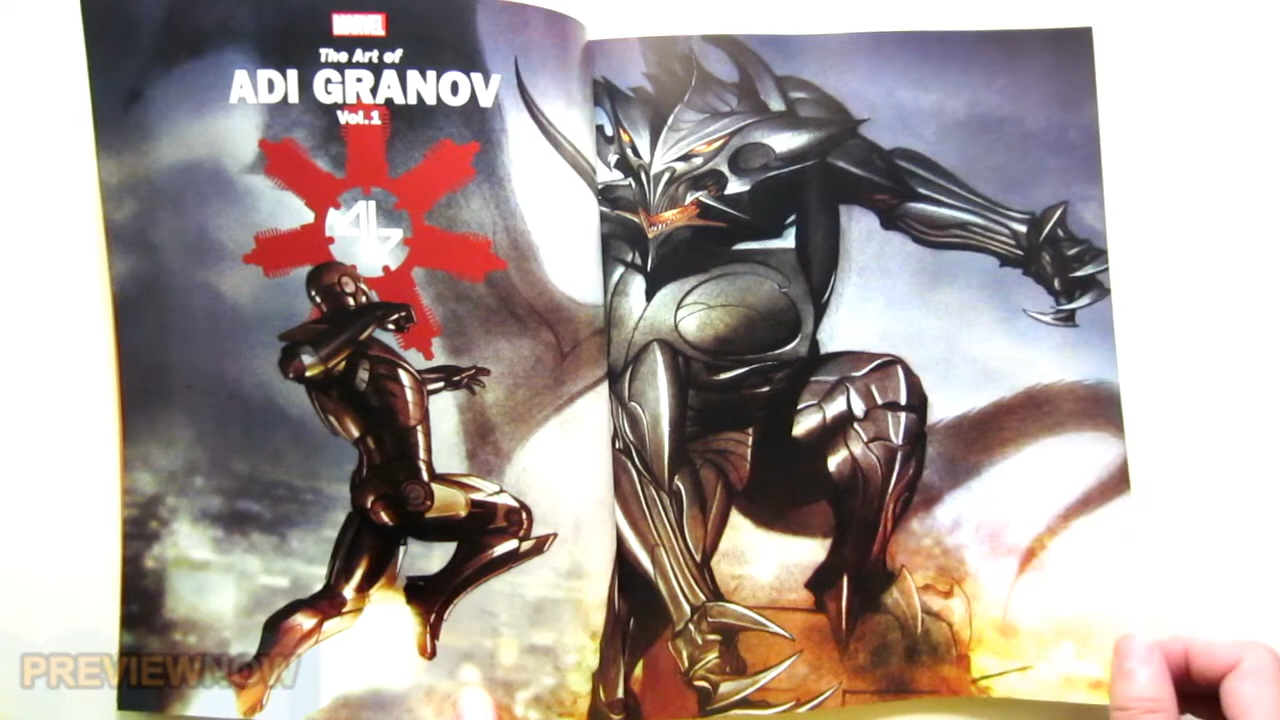 MARVEL
The Art of
ADI GRANOV
Vol.1
PREVIEWNOW